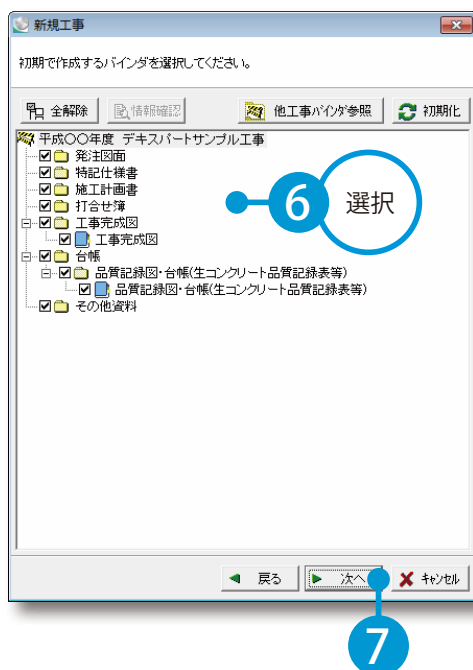 新規工事
初期で作成するバインダを選択してください。
全解除 情報確認 他工事バインダ参照 初期化
平成〇〇年度 デキスパートサンプル工事
発注図面
特記仕様書
施工計画書
打合せ簿
工事完成図
工事完成図
台帳
品質記録図・台帳(生コンクリート品質記録表等)
品質記録図・台帳(生コンクリート品質記録表等)
その他資料
6 選択
戻る 次へ キャンセル
7